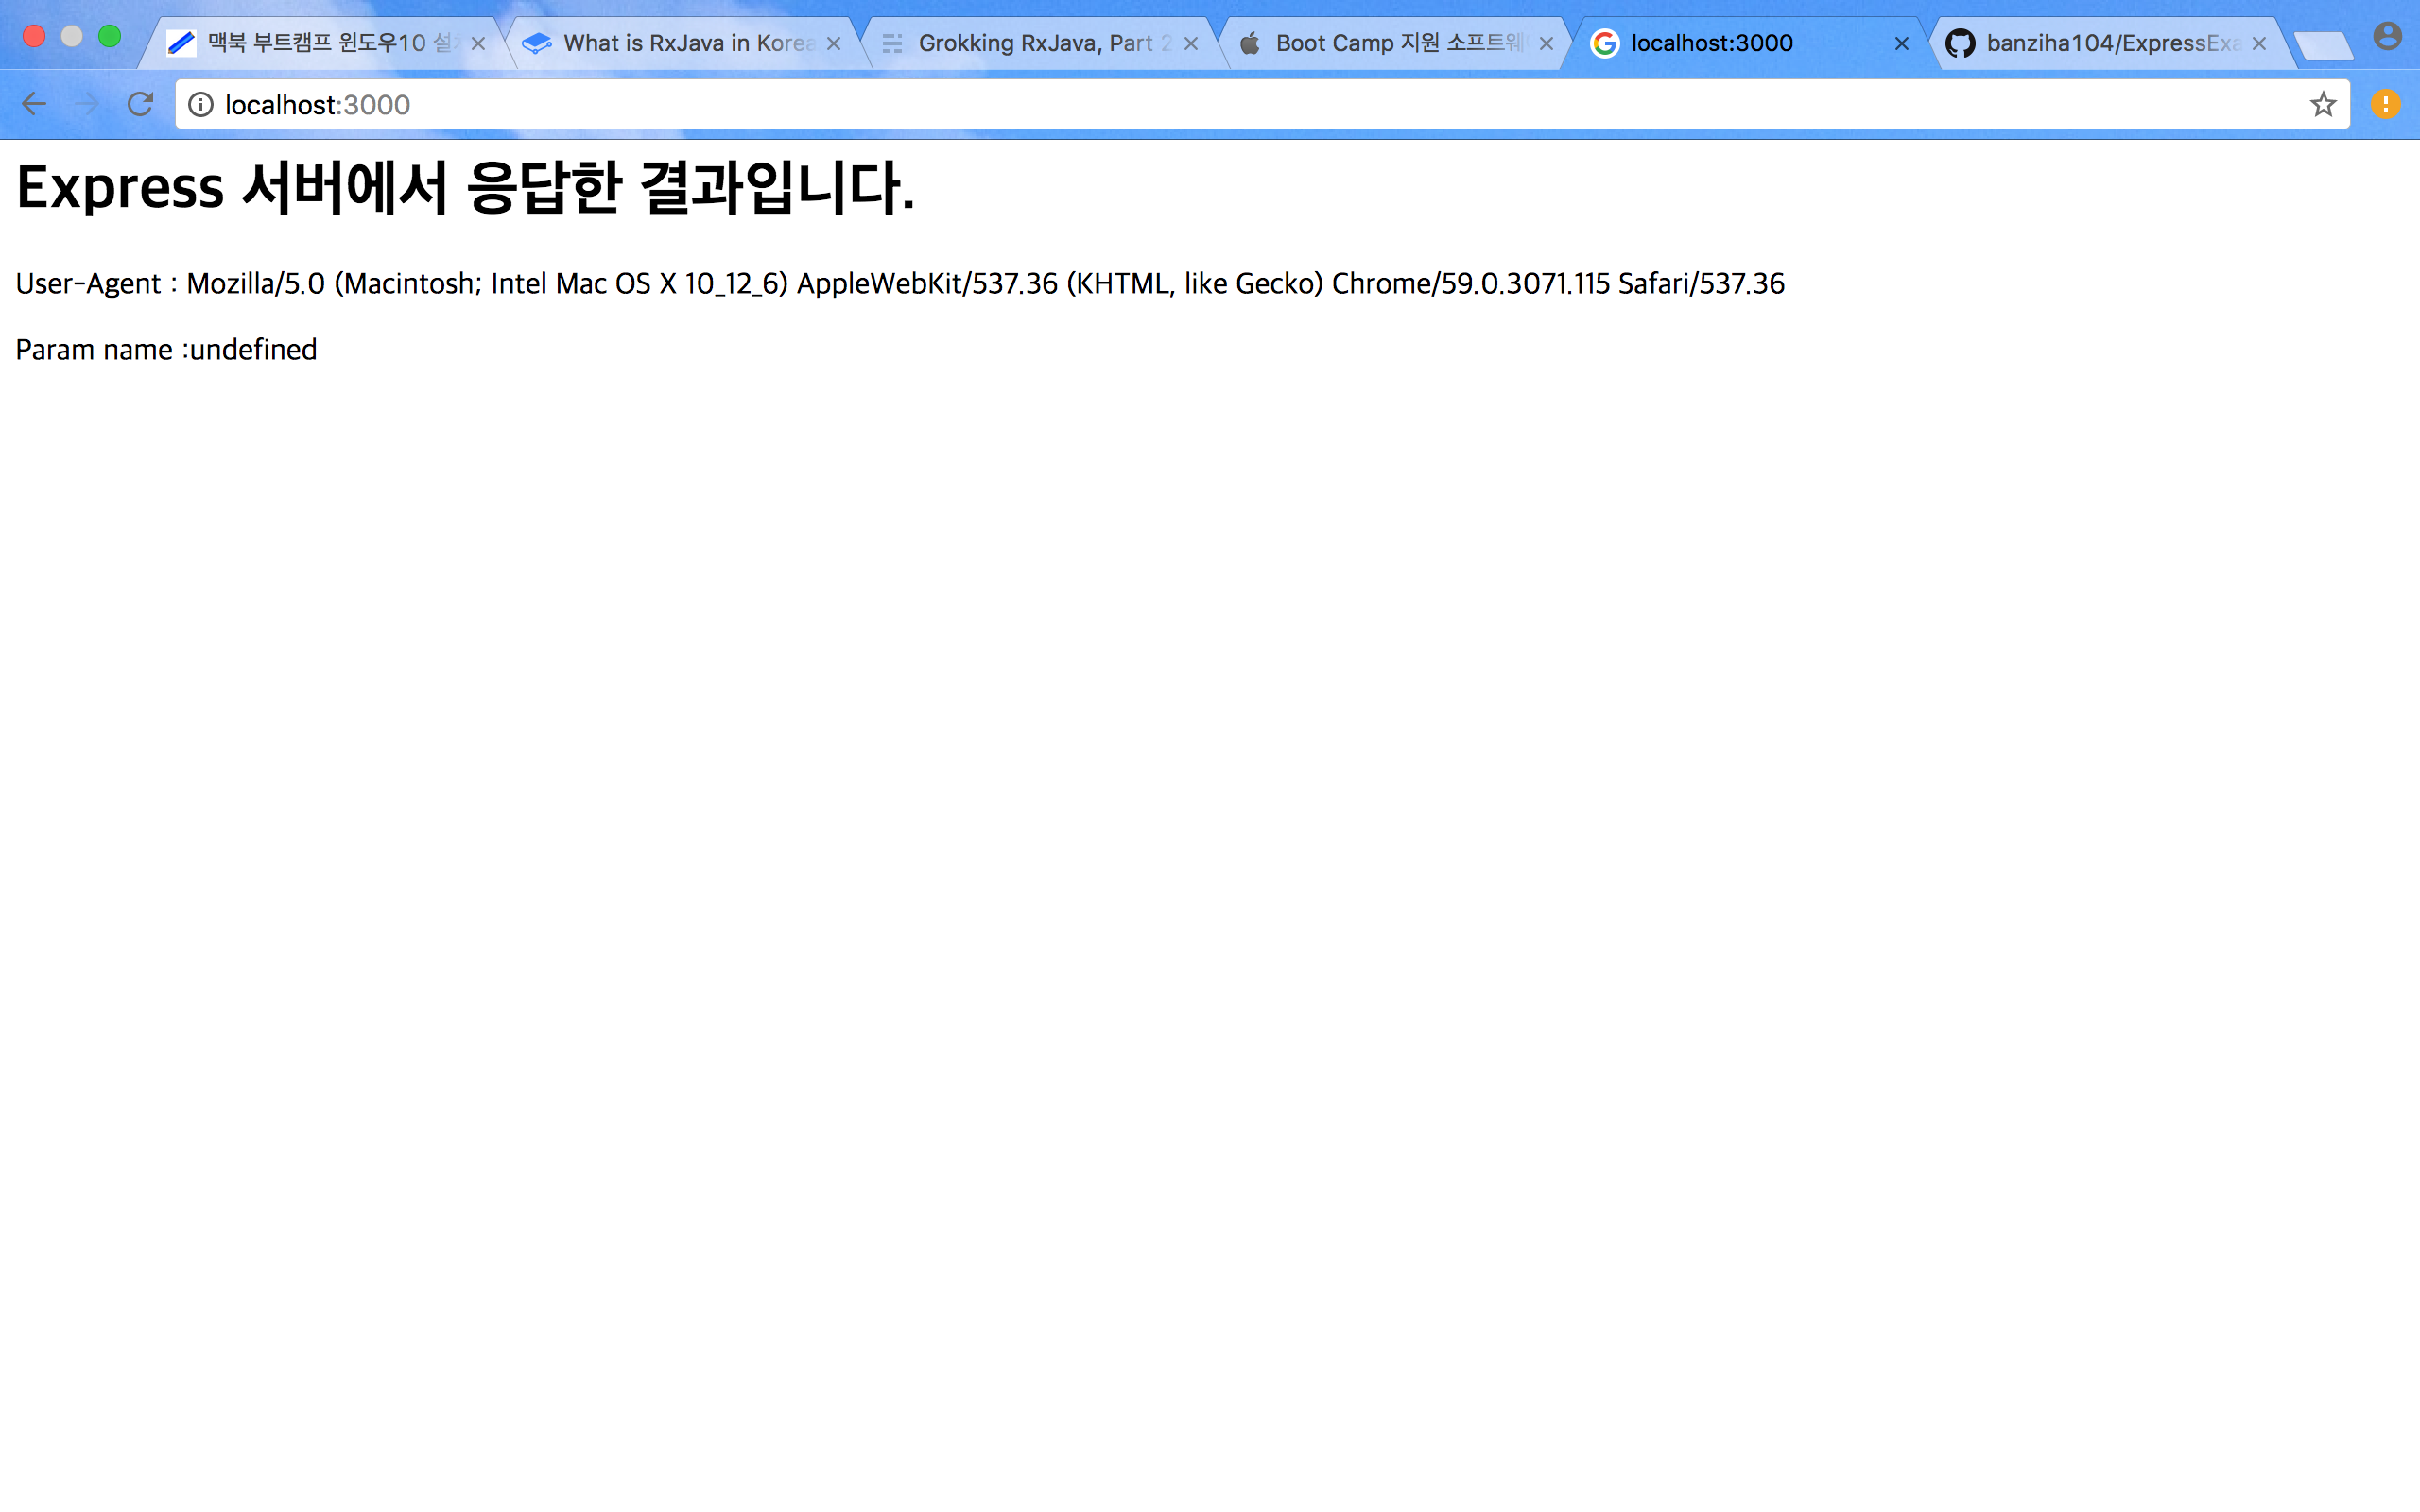 맥북 부트캠프 윈도우10 설
What is RxJava in Korea
Grokking RxJava, Part 2
Boot Camp 지원 소프트웨
localhost:3000
banziha104/ExpressExa
localhost:3000
Express 서버에서 응답한 결과입니다.
User-Agent : Mozilla/5.0 (Macintosh; Intel Mac OS X 10_12_6) AppleWebKit/537.36 (KHTML, like Gecko) Chrome/59.0.3071.115 Safari/537.36
Param name :undefined